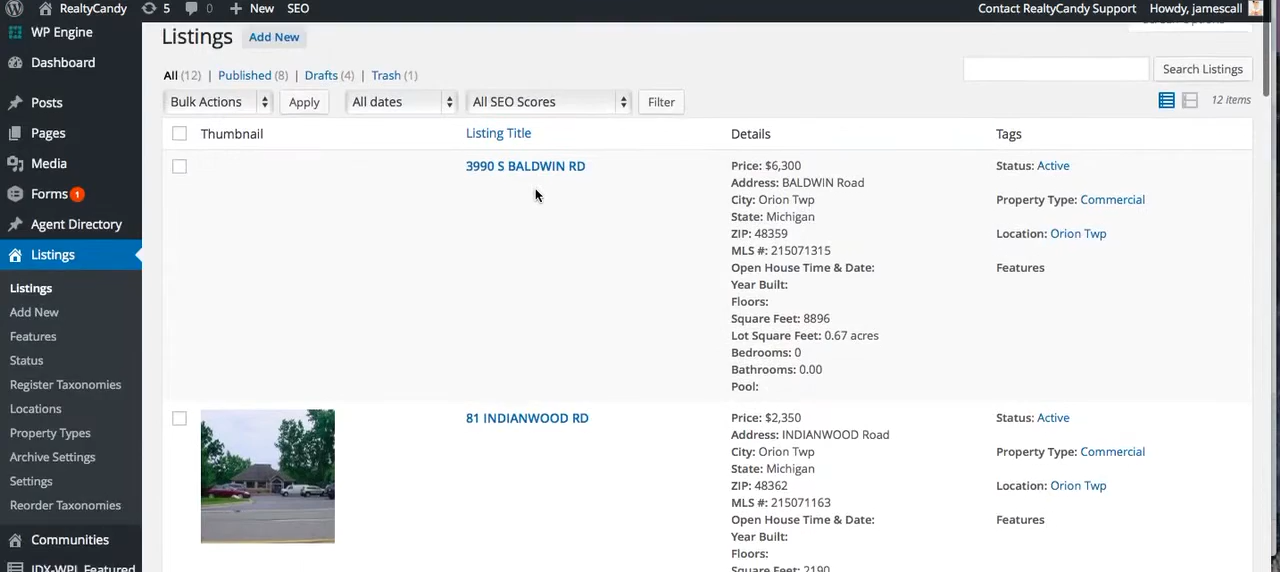 RealtyCandy 5 0 New SEO Contact RealtyCandy Support Howdy, jamescall
WP Engine
Dashboard
Posts
Pages
Media
Forms 1
Agent Directory
Listings
Listings
Add New
Features
Status
Register Taxonomies
Locations
Property Types
Archive Settings
Settings
Reorder Taxonomies
Communities
IDX-WPL Featured
Listings Add New
All (12) | Published (8) | Drafts (4) | Trash (1)
Search Listings
Bulk Actions Apply All dates All SEO Scores Filter 12 items
Thumbnail Listing Title Details Tags
3990 S BALDWIN RD
Price: $6,300
Address: BALDWIN Road
City: Orion Twp
State: Michigan
ZIP: 48359
MLS #: 215071315
Open House Time & Date:
Year Built:
Floors:
Square Feet: 8896
Lot Square Feet: 0.67 acres
Bedrooms: 0
Bathrooms: 0.00
Pool:
Status: Active
Property Type: Commercial
Location: Orion Twp
Features
81 INDIANWOOD RD
Price: $2,350
Address: INDIANWOOD Road
City: Orion Twp
State: Michigan
ZIP: 48362
MLS #: 215071163
Open House Time & Date:
Year Built:
Floors:
Square Feet: 2190
Status: Active
Property Type: Commercial
Location: Orion Twp
Features